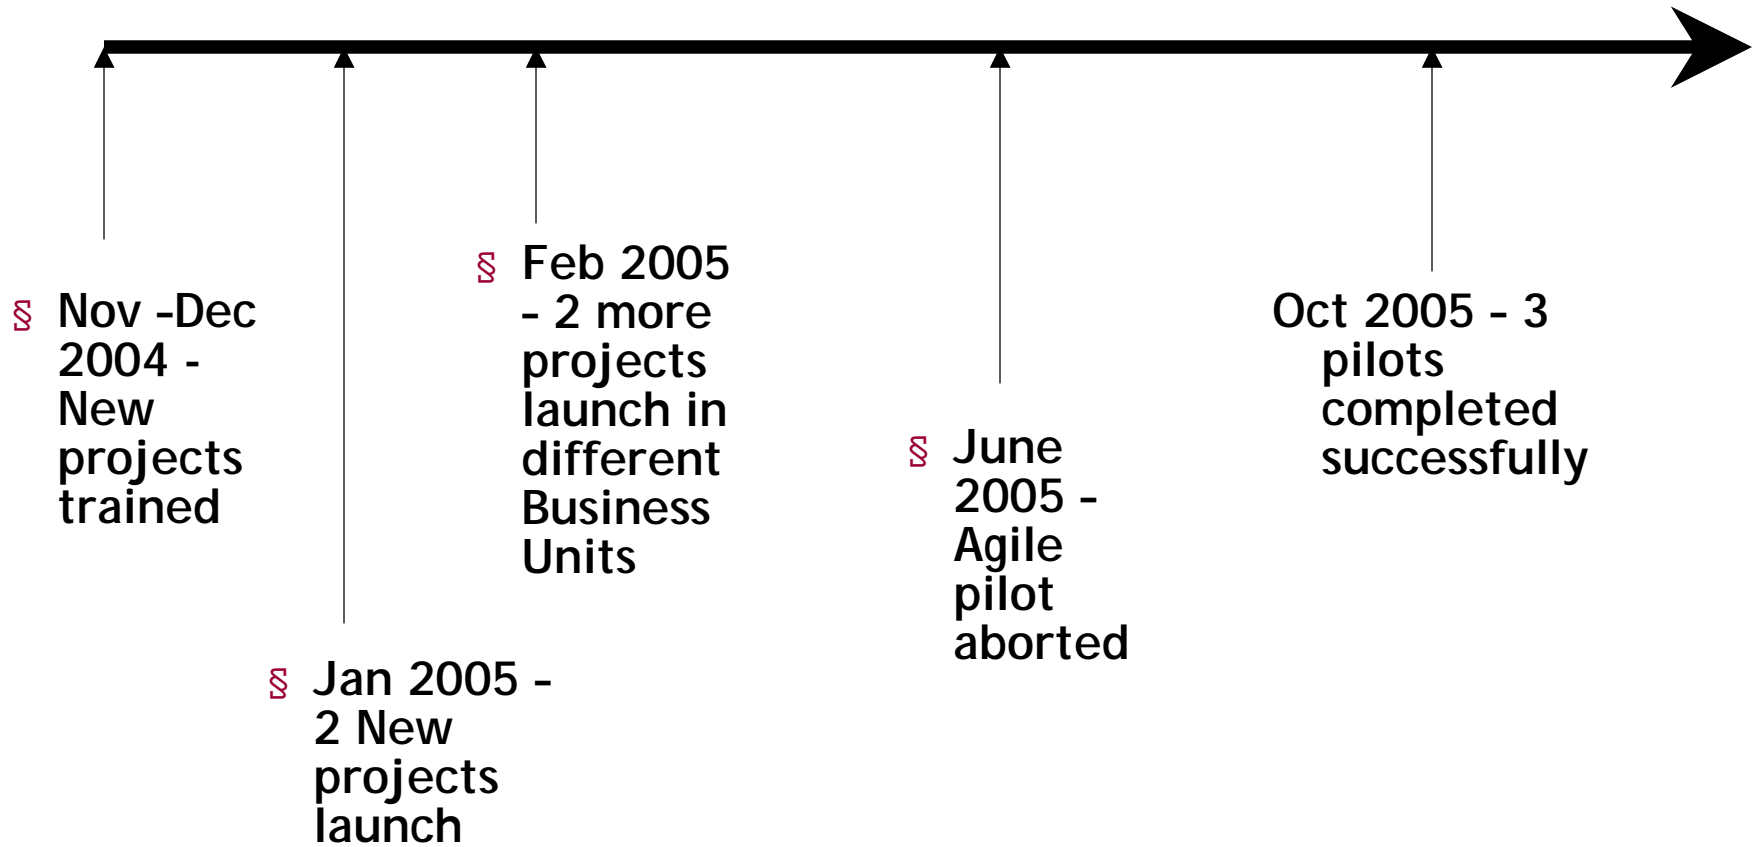 § Nov -Dec
2004 -
New
projects
trained
§ Jan 2005 -
2 New
projects
launch
§ Feb 2005
- 2 more
projects
launch in
different
Business
Units
§ June
2005 -
Agile
pilot
aborted
Oct 2005 - 3
pilots
completed
successfully